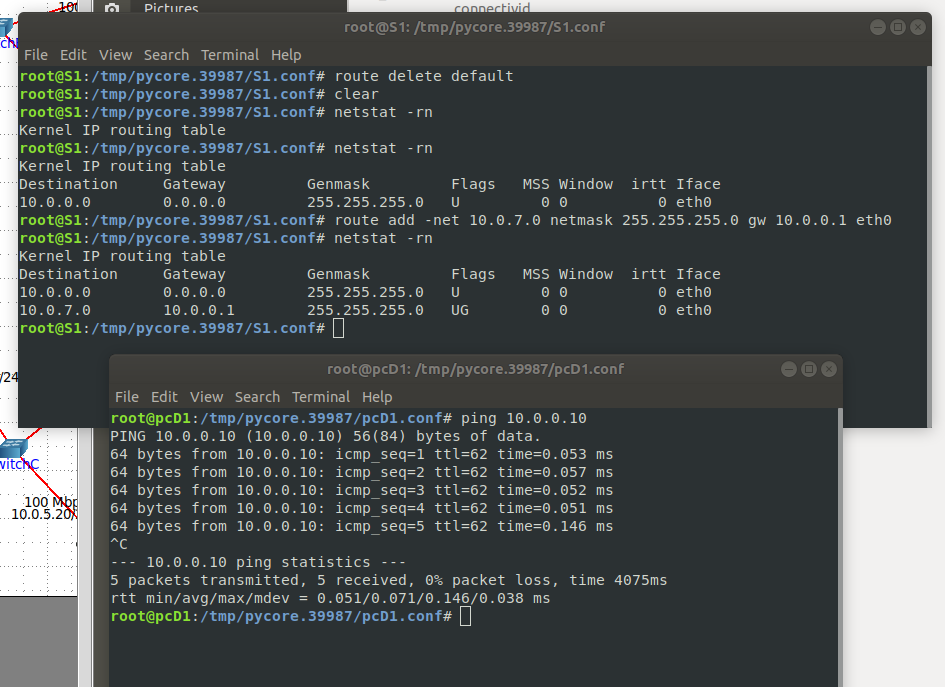 100
Pictures
connectivid
root@S1: /tmp/pycore.39987/S1.conf
File Edit View Search Terminal Help
root@S1:/tmp/pycore.39987/S1.conf# route delete default
root@S1:/tmp/pycore.39987/S1.conf# clear
root@S1:/tmp/pycore.39987/S1.conf# netstat -rn
Kernel IP routing table
root@S1:/tmp/pycore.39987/S1.conf# netstat -rn
Kernel IP routing table
Destination Gateway Genmask Flags MSS Window irtt Iface
10.0.0.0 0.0.0.0 255.255.255.0 U 0 0 0 eth0
root@S1:/tmp/pycore.39987/S1.conf# route add -net 10.0.7.0 netmask 255.255.255.0 gw 10.0.0.1 eth0
root@S1:/tmp/pycore.39987/S1.conf# netstat -rn
Kernel IP routing table
Destination Gateway Genmask Flags MSS Window irtt Iface
10.0.0.0 0.0.0.0 255.255.255.0 U 0 0 0 eth0
10.0.7.0 10.0.0.1 255.255.255.0 UG 0 0 0 eth0
root@S1:/tmp/pycore.39987/S1.conf#
/24
witchC
100 Mbp
10.0.5.20/
root@pcD1: /tmp/pycore.39987/pcD1.conf
File Edit View Search Terminal Help
root@pcD1:/tmp/pycore.39987/pcD1.conf# ping 10.0.0.10
PING 10.0.0.10 (10.0.0.10) 56(84) bytes of data.
64 bytes from 10.0.0.10: icmp_seq=1 ttl=62 time=0.053 ms
64 bytes from 10.0.0.10: icmp_seq=2 ttl=62 time=0.057 ms
64 bytes from 10.0.0.10: icmp_seq=3 ttl=62 time=0.052 ms
64 bytes from 10.0.0.10: icmp_seq=4 ttl=62 time=0.051 ms
64 bytes from 10.0.0.10: icmp_seq=5 ttl=62 time=0.146 ms
^C
--- 10.0.0.10 ping statistics ---
5 packets transmitted, 5 received, 0% packet loss, time 4075ms
rtt min/avg/max/mdev = 0.051/0.071/0.146/0.038 ms
root@pcD1:/tmp/pycore.39987/pcD1.conf#